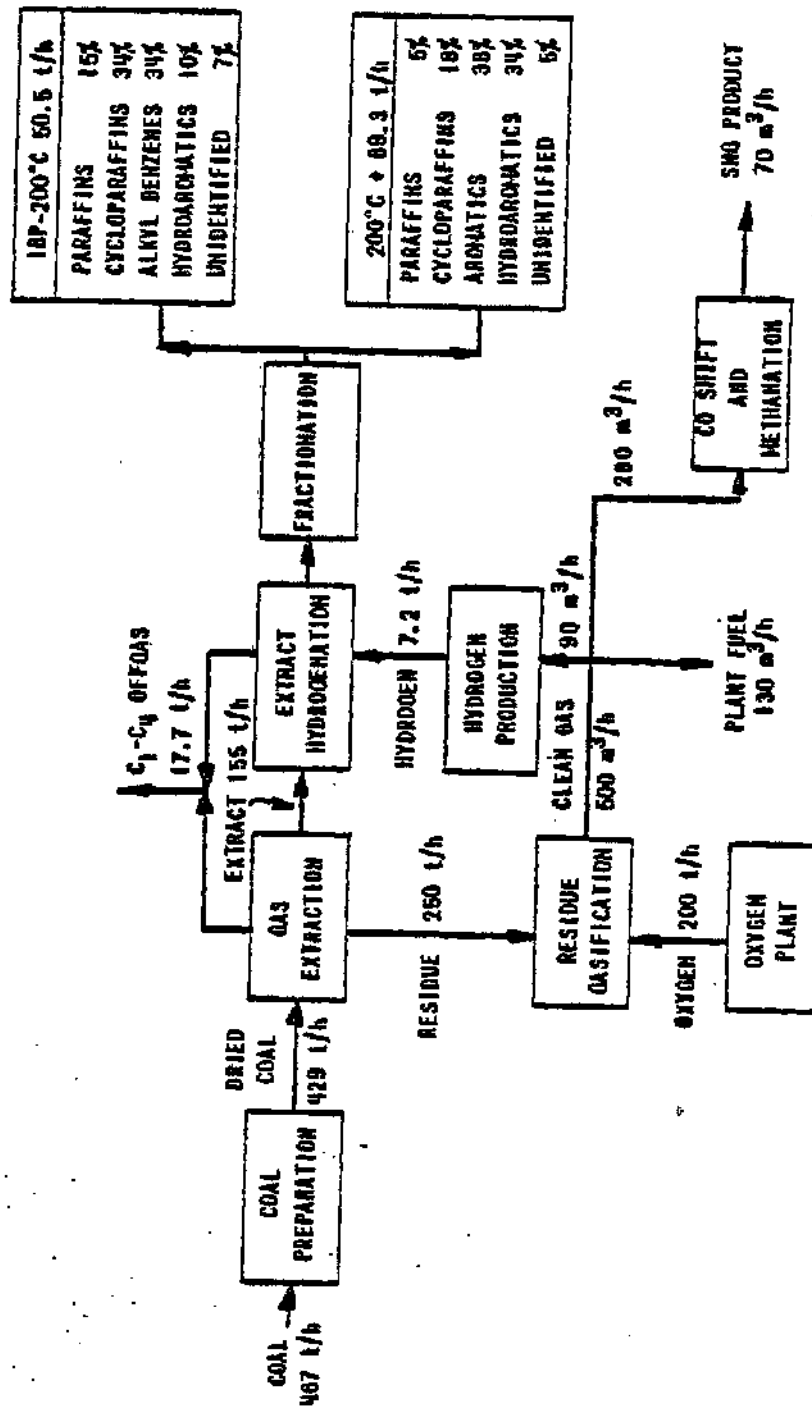 COAL
467 t/h
COAL
PREPARATION
DRIED
COAL
429 t/h
GAS
EXTRACTION
C1-C4 OFFGAS
17.7 t/h
EXTRACT 155 t/h
EXTRACT
HYDROGENATION
FRACTIONATION
IBP-200°C 60.5 t/h
PARAFFINS 15%
CYCLOPARAFFINS 34%
ALKYL BENZENES 34%
HYDROAROMATICS 10%
UNIDENTIFIED 7%
200°C + 89.3 t/h
PARAFFINS 5%
CYCLOPARAFFINS 18%
AROMATICS 38%
HYDROAROMATICS 34%
UNIDENTIFIED 5%
HYDROGEN 7.2 t/h
HYDROGEN
PRODUCTION
RESIDUE 250 t/h
RESIDUE
GASIFICATION
OXYGEN 200 t/h
OXYGEN
PLANT
CLEAN GAS
500 m³/h
90 m³/h
PLANT FUEL
130 m³/h
280 m³/h
CO SHIFT
AND
METHANATION
SNG PRODUCT
70 m³/h